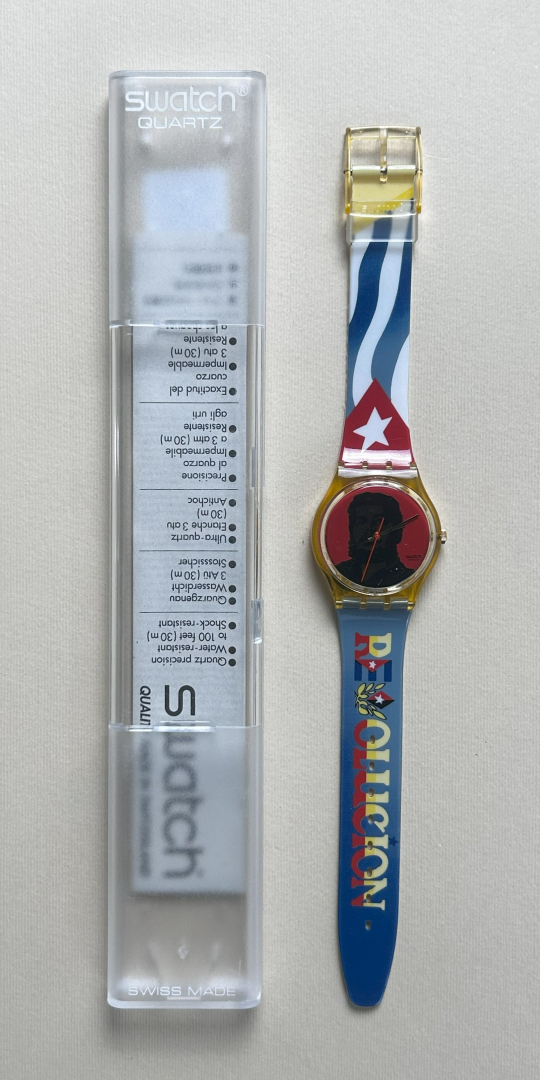 swatch®
QUARTZ
swatch
Quartz precision
Water-resistant
to 100 feet (30 m)
Shock-resistant
Quarzgenau
Wasserdicht
3 Atü (30 m)
Stosssicher
Ultra-quartz
Etanche 3 atu
(30 m)
Antichoc
Precisione
al quarzo
Impermeabile
a 3 atm (30 m)
Resistente
agli urti
Exactitud del
cuarzo
Impermeable
3 atu (30 m)
Resistente
SWISS MADE
REVOLUCION